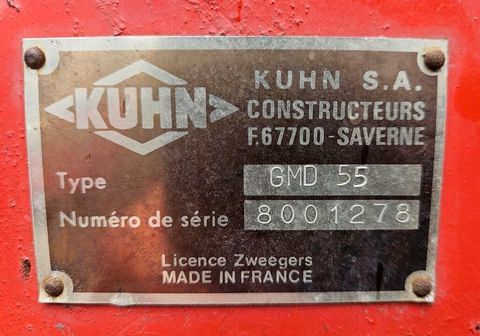 KUHN
KUHN S.A.
CONSTRUCTEURS
F.67700-SAVERNE
Type GMD 55
Numéro de série 8001278
Licence Zweegers
MADE IN FRANCE